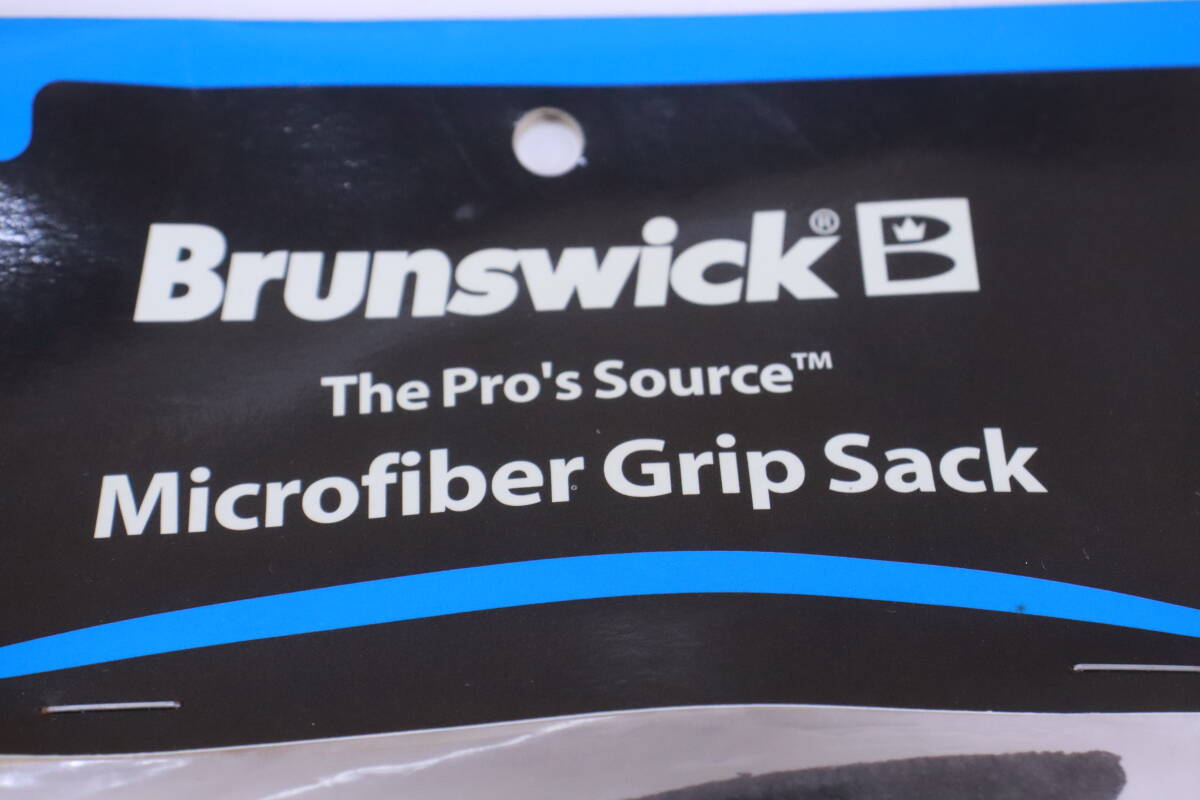 Brunswick® B
The Pro's Source™
Microfiber Grip Sack